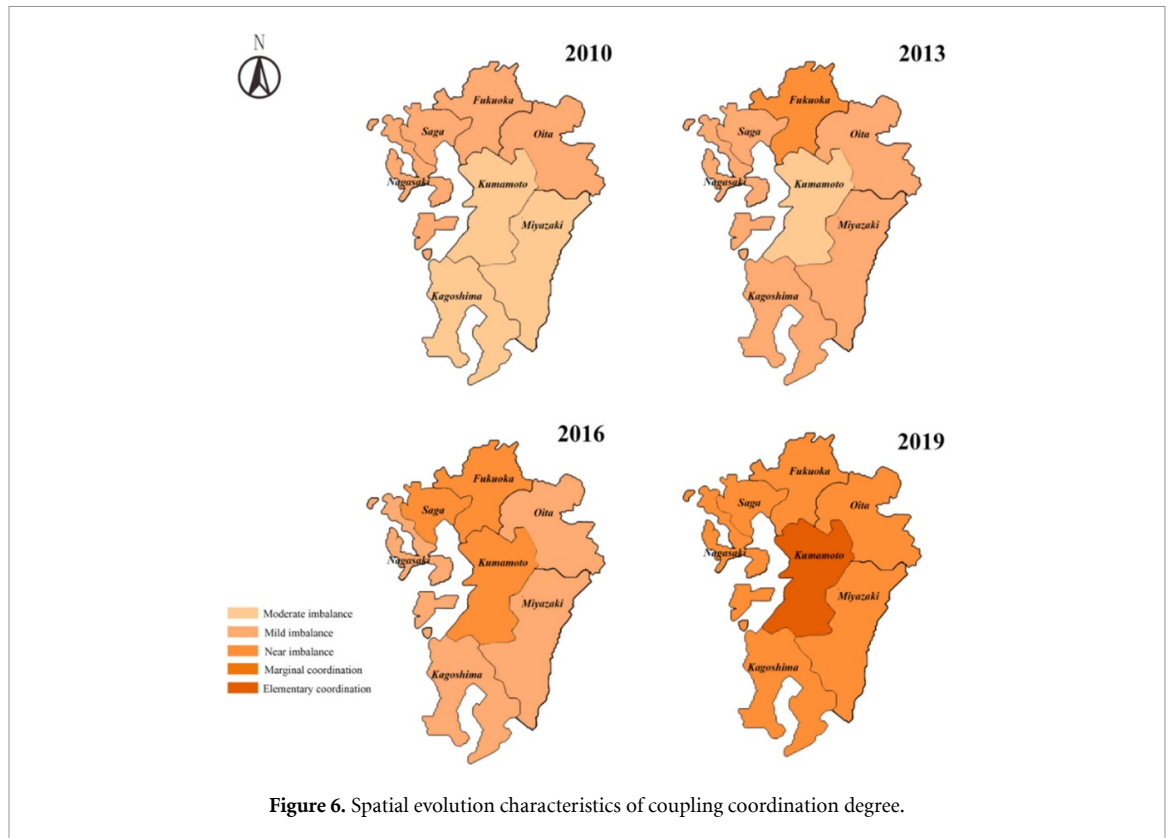 N
2010
Fukuoka
Saga
Oita
Nagasaki
Kumamoto
Miyazaki
Kagoshima
2013
Fukuoka
Saga
Oita
Nagasaki
Kumamoto
Miyazaki
Kagoshima
2016
Fukuoka
Saga
Oita
Nagasaki
Kumamoto
Miyazaki
Kagoshima
2019
Fukuoka
Saga
Oita
Nagasaki
Kumamoto
Miyazaki
Kagoshima
Moderate imbalance
Mild imbalance
Near imbalance
Marginal coordination
Elementary coordination
Figure 6. Spatial evolution characteristics of coupling coordination degree.